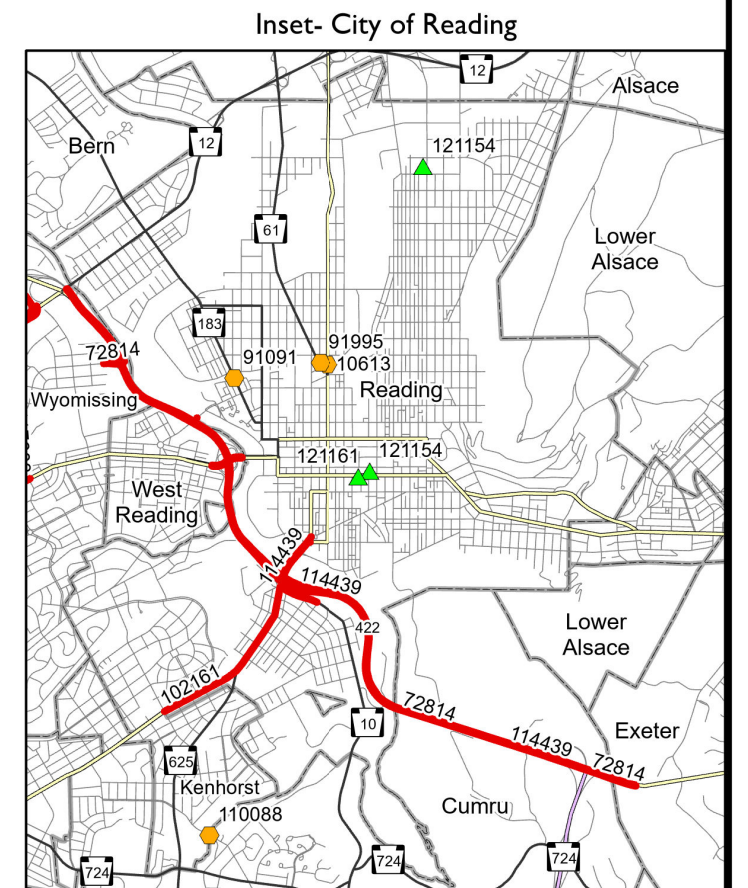 Inset- City of Reading
12
Alsace
12
Bern
121154
61
Lower
Alsace
183
72814
91091
91995
10613
Reading
Wyomissing
121161
121154
West
Reading
114439
114439
422
Lower
Alsace
102161
72814
114439
72814
10
Exeter
625
Kenhorst
Cumru
110088
724
724
724